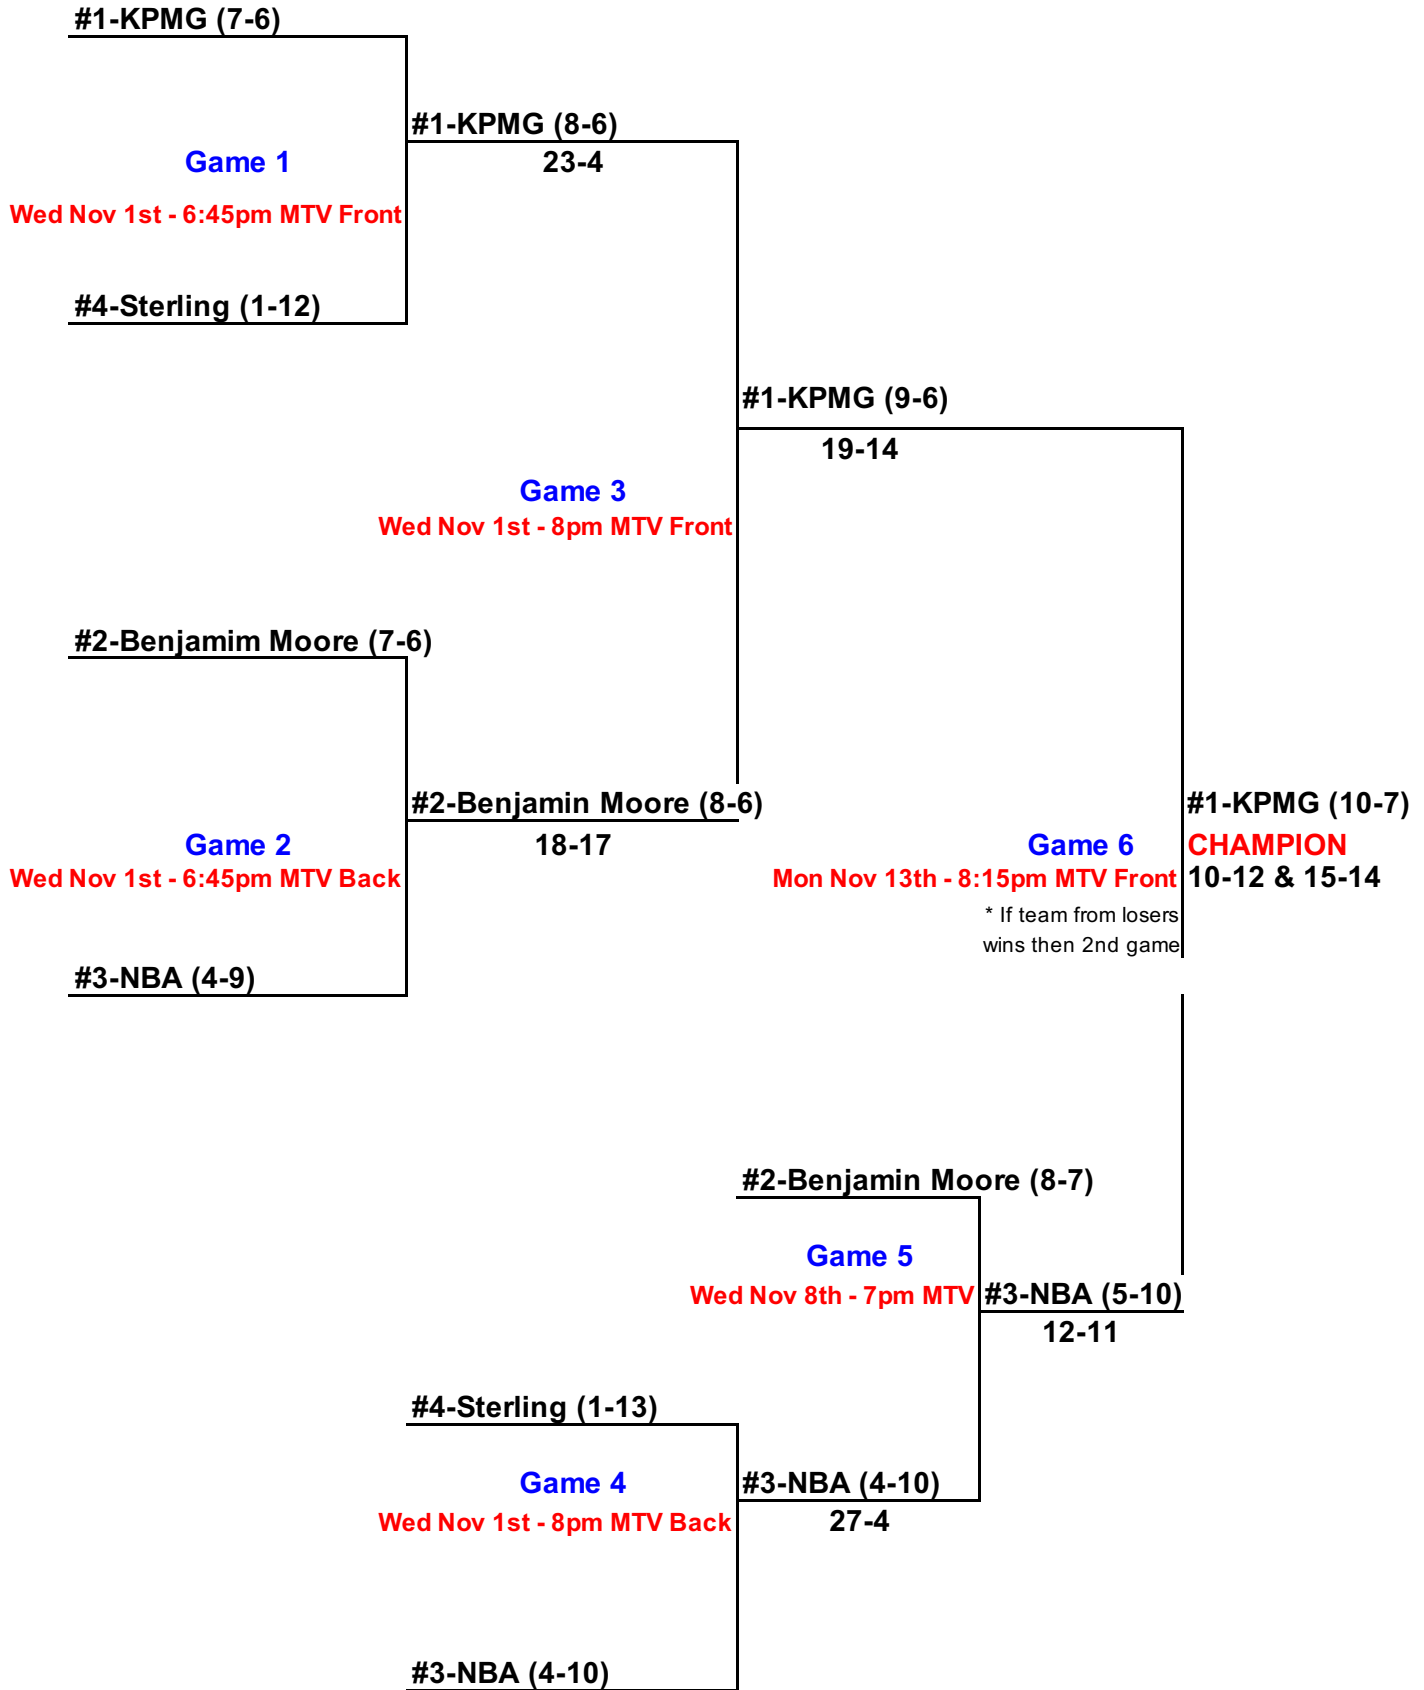 #1-KPMG (7-6)
#1-KPMG (8-6)
Game 1
23-4
Wed Nov 1st - 6:45pm MTV Front
#4-Sterling (1-12)
#1-KPMG (9-6)
19-14
Game 3
Wed Nov 1st - 8pm MTV Front
#2-Benjamim Moore (7-6)
#2-Benjamin Moore (8-6)
#1-KPMG (10-7)
Game 2
18-17
Game 6
CHAMPION
Wed Nov 1st - 6:45pm MTV Back
Mon Nov 13th - 8:15pm MTV Front
10-12 & 15-14
* If team from losers
wins then 2nd game
#3-NBA (4-9)
#2-Benjamin Moore (8-7)
Game 5
Wed Nov 8th - 7pm MTV
#3-NBA (5-10)
12-11
#4-Sterling (1-13)
Game 4
#3-NBA (4-10)
Wed Nov 1st - 8pm MTV Back
27-4
#3-NBA (4-10)